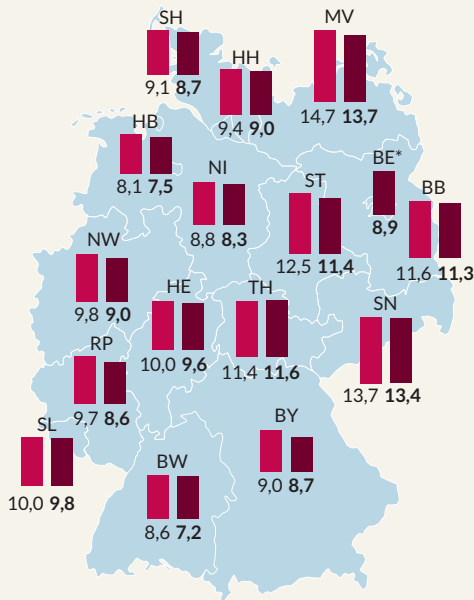 SH
9,1 8,7
HH
9,4 9,0
MV
14,7 13,7
HB
8,1 7,5
NI
8,8 8,3
ST
12,5 11,4
BE*
8,9
BB
11,6 11,3
NW
9,8 9,0
HE
10,0 9,6
TH
11,4 11,6
SN
13,7 13,4
RP
9,7 8,6
SL
10,0 9,8
BW
8,6 7,2
BY
9,0 8,7